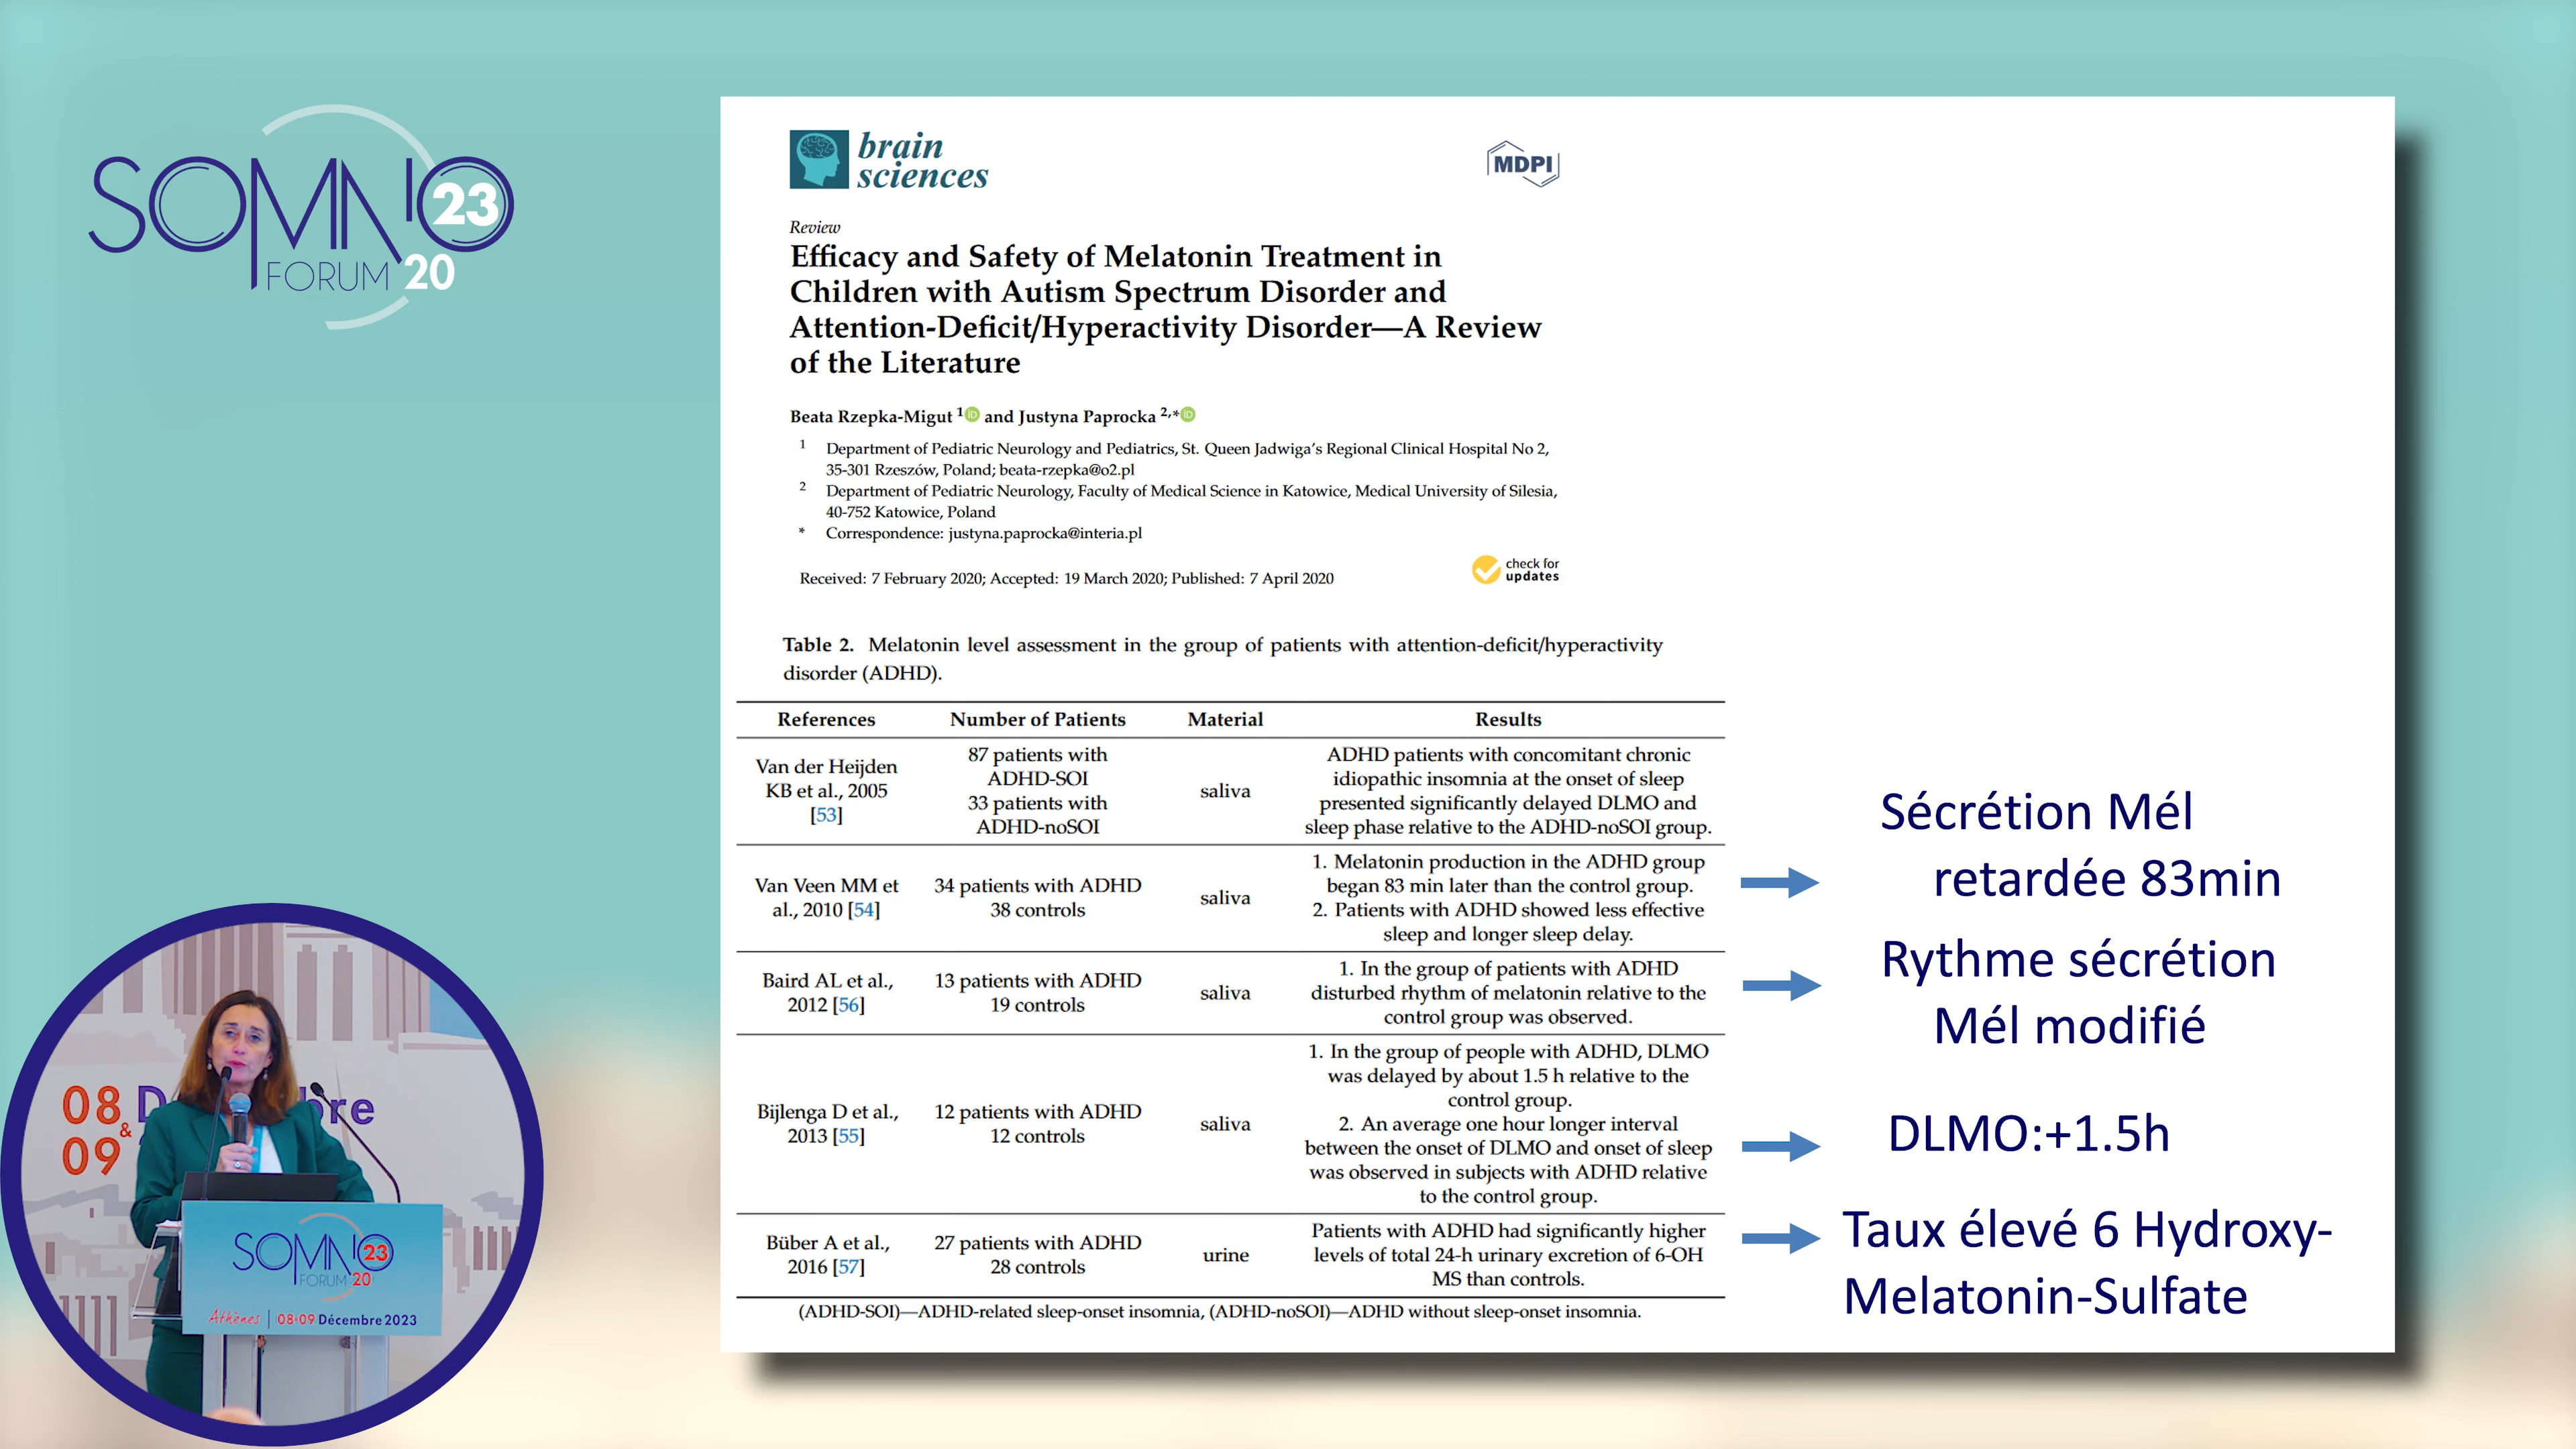 SOMNO 23
FORUM 20
brain
sciences
MDPI
Review
Efficacy and Safety of Melatonin Treatment in
Children with Autism Spectrum Disorder and
Attention-Deficit/Hyperactivity Disorder—A Review
of the Literature
Beata Rzepka-Migut 1 iD and Justyna Paprocka 2,* iD
1 Department of Pediatric Neurology and Pediatrics, St. Queen Jadwiga's Regional Clinical Hospital No 2,
35-301 Rzeszów, Poland; beata-rzepka@o2.pl
2 Department of Pediatric Neurology, Faculty of Medical Science in Katowice, Medical University of Silesia,
40-752 Katowice, Poland
* Correspondence: justyna.paprocka@interia.pl
Received: 7 February 2020; Accepted: 19 March 2020; Published: 7 April 2020
check for
updates
Table 2. Melatonin level assessment in the group of patients with attention-deficit/hyperactivity
disorder (ADHD).
References Number of Patients Material Results
Van der Heijden
KB et al., 2005
[53]
87 patients with
ADHD-SOI
33 patients with
ADHD-noSOI
saliva
ADHD patients with concomitant chronic
idiopathic insomnia at the onset of sleep
presented significantly delayed DLMO and
sleep phase relative to the ADHD-noSOI group.
Van Veen MM et
al., 2010 [54]
34 patients with ADHD
38 controls
saliva
1. Melatonin production in the ADHD group
began 83 min later than the control group.
2. Patients with ADHD showed less effective
sleep and longer sleep delay.
Baird AL et al.,
2012 [56]
13 patients with ADHD
19 controls
saliva
1. In the group of patients with ADHD
disturbed rhythm of melatonin relative to the
control group was observed.
Bijlenga D et al.,
2013 [55]
12 patients with ADHD
12 controls
saliva
1. In the group of people with ADHD, DLMO
was delayed by about 1.5 h relative to the
control group.
2. An average one hour longer interval
between the onset of DLMO and onset of sleep
was observed in subjects with ADHD relative
to the control group.
Büber A et al.,
2016 [57]
27 patients with ADHD
28 controls
urine
Patients with ADHD had significantly higher
levels of total 24-h urinary excretion of 6-OH
MS than controls.
(ADHD-SOI)—ADHD-related sleep-onset insomnia, (ADHD-noSOI)—ADHD without sleep-onset insomnia.
Sécrétion Mél
retardée 83min
Rythme sécrétion
Mél modifié
DLMO:+1.5h
Taux élevé 6 Hydroxy-
Melatonin-Sulfate
08
&
09
SOMNO 23
FORUM 20
Athènes | 08-09 Décembre 2023